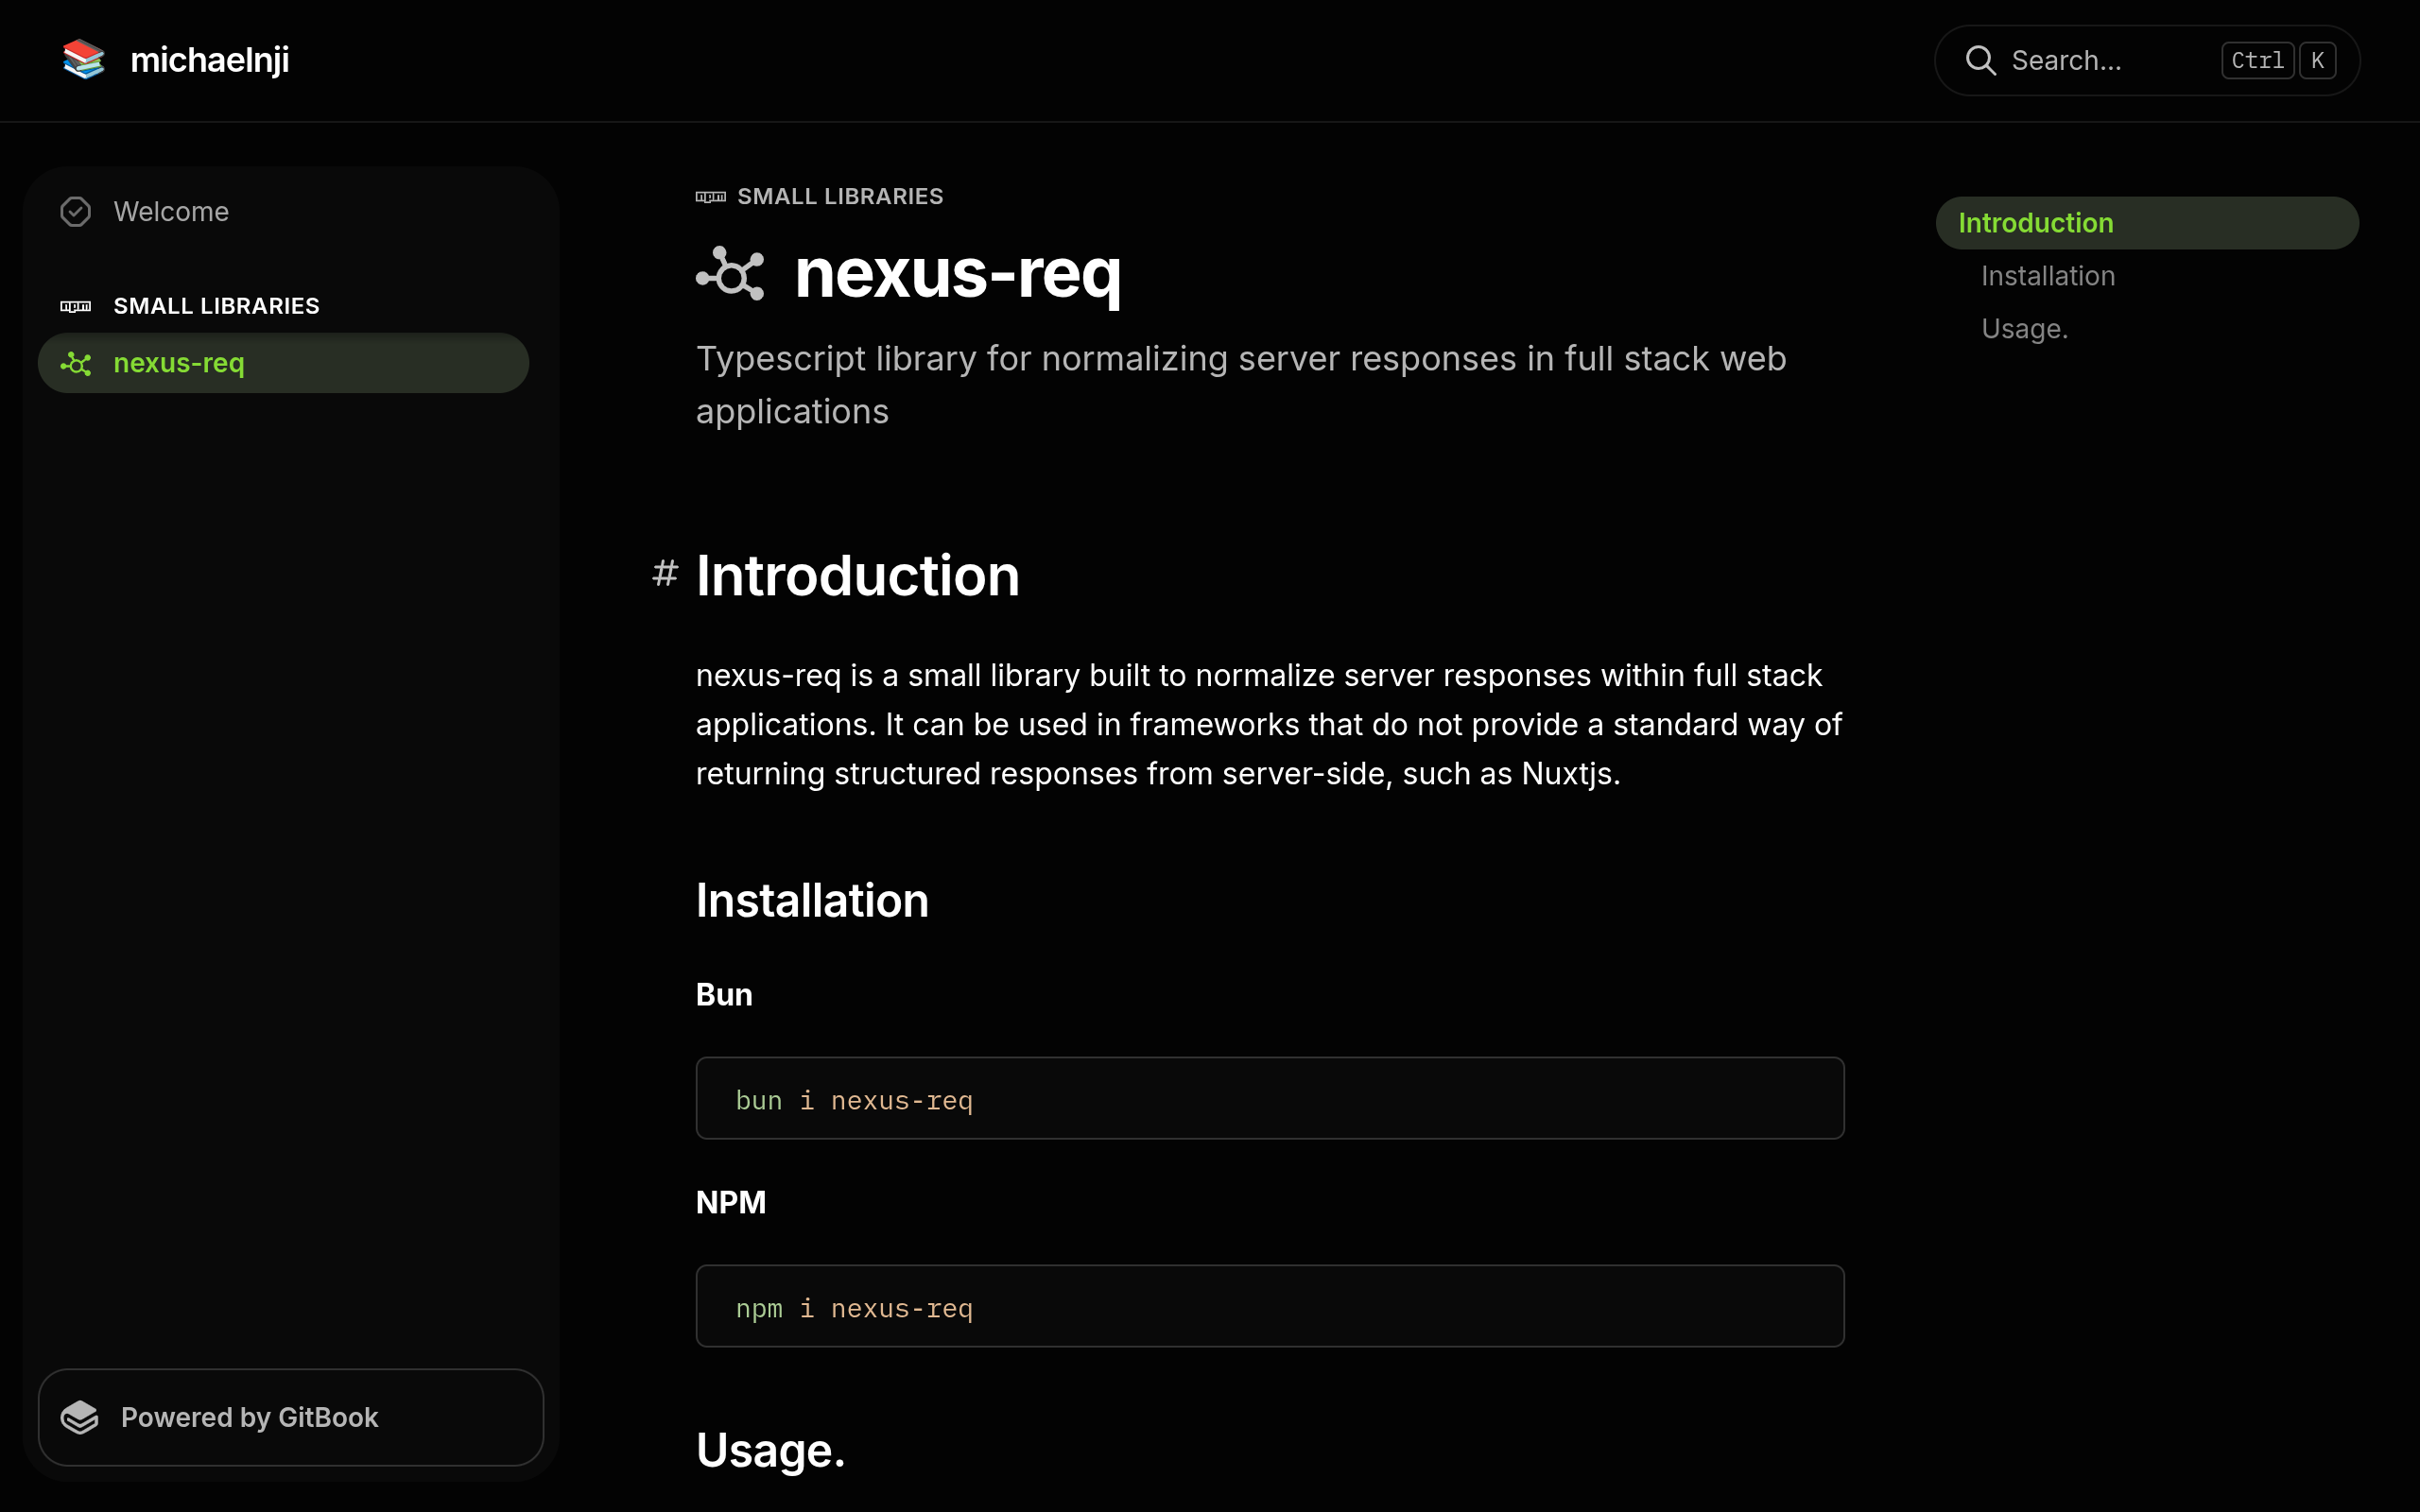 michaelnji
Search...
Ctrl K
Welcome
SMALL LIBRARIES
nexus-req
Powered by GitBook
SMALL LIBRARIES
nexus-req
Typescript library for normalizing server responses in full stack web
applications
# Introduction
nexus-req is a small library built to normalize server responses within full stack
applications. It can be used in frameworks that do not provide a standard way of
returning structured responses from server-side, such as Nuxtjs.
Installation
Bun
bun i nexus-req
NPM
npm i nexus-req
Usage.
Introduction
Installation
Usage.